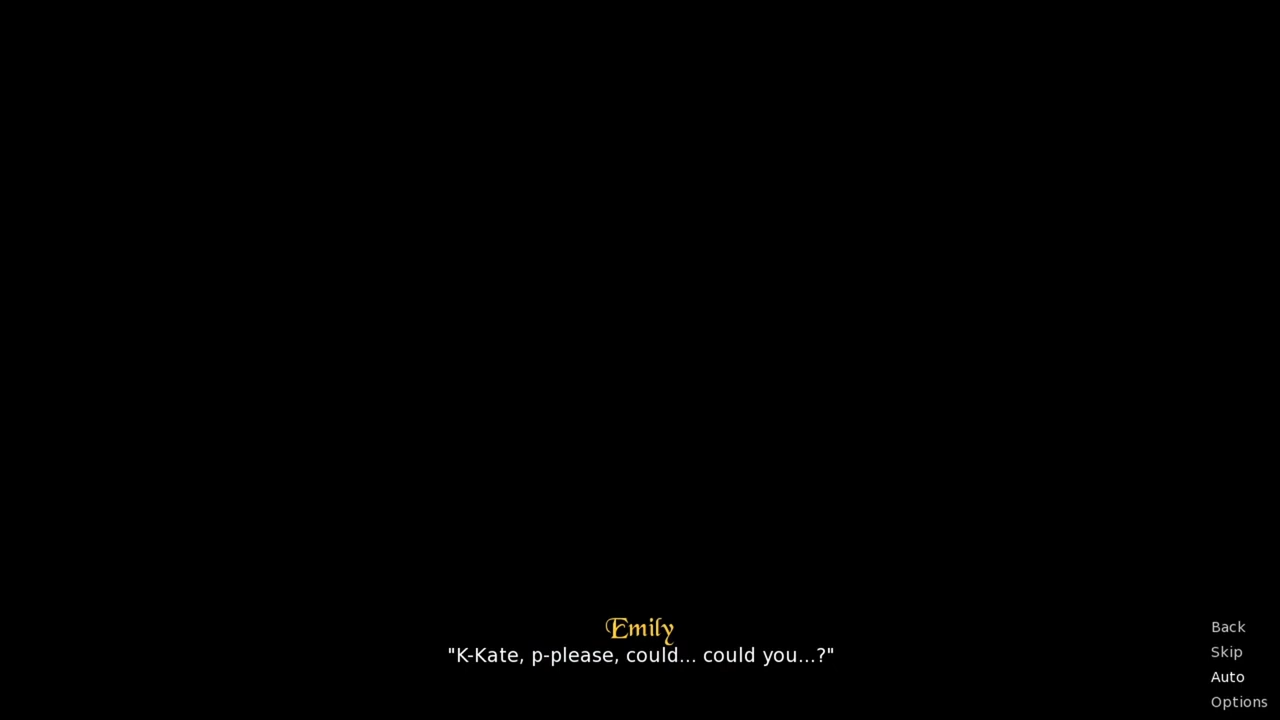 Emily
"K-Kate, p-please, could... could you...?"
Back
Skip
Auto
Options